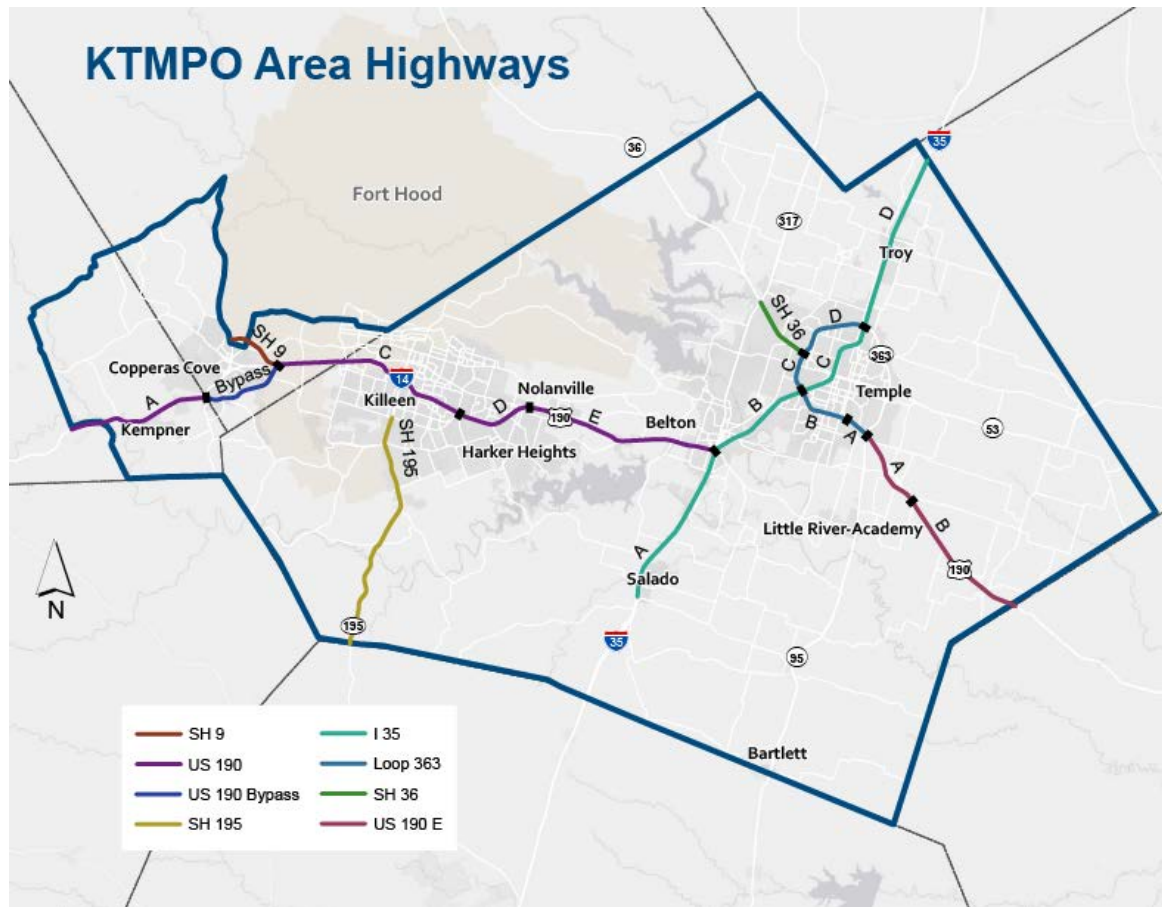 KTMPO Area Highways
35
36
Fort Hood
317
D
Troy
SH 36
D
SH 9
C
C
363
Copperas Cove
Bypass
C
14
Temple
A
Killeen
Nolanville
B
Kempner
D
190
E
Belton
B
A
53
SH 195
Harker Heights
A
Little River-Academy
B
A
190
Salado
N
195
35
95
Bartlett
SH 9
US 190
US 190 Bypass
SH 195
I 35
Loop 363
SH 36
US 190 E